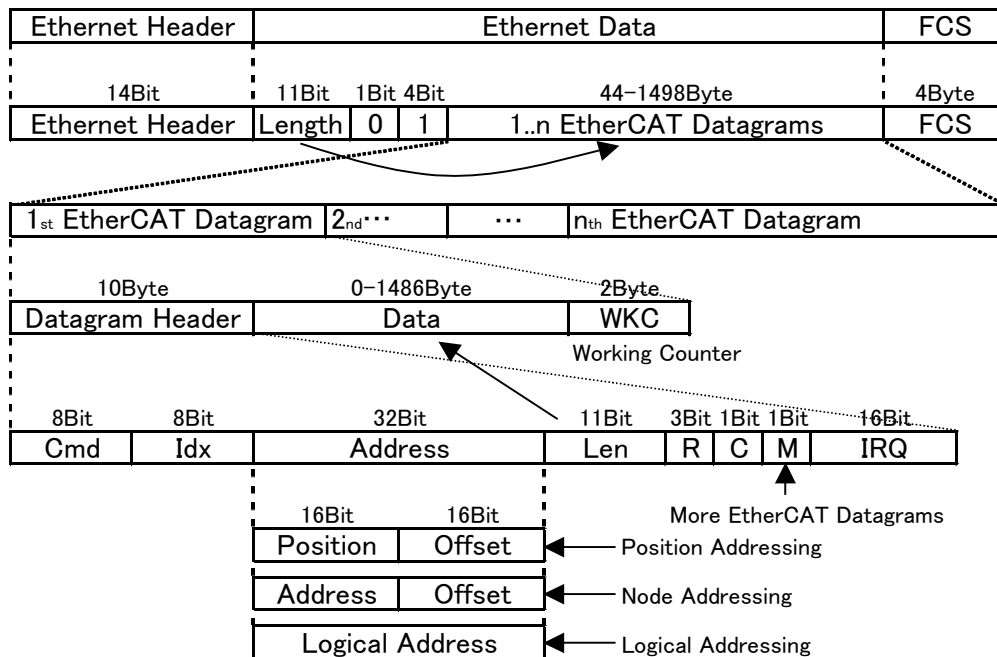 Ethernet Header Ethernet Data FCS
14Bit 11Bit 1Bit 4Bit 44-1498Byte 4Byte
Ethernet Header Length 0 1 1..n EtherCAT Datagrams FCS
1st EtherCAT Datagram 2nd⋯ ⋯ nth EtherCAT Datagram
10Byte 0-1486Byte 2Byte
Datagram Header Data WKC
Working Counter
8Bit 8Bit 32Bit 11Bit 3Bit 1Bit 1Bit 16Bit
Cmd Idx Address Len R C M IRQ
More EtherCAT Datagrams
16Bit 16Bit
Position Offset Position Addressing
Address Offset Node Addressing
Logical Address Logical Addressing